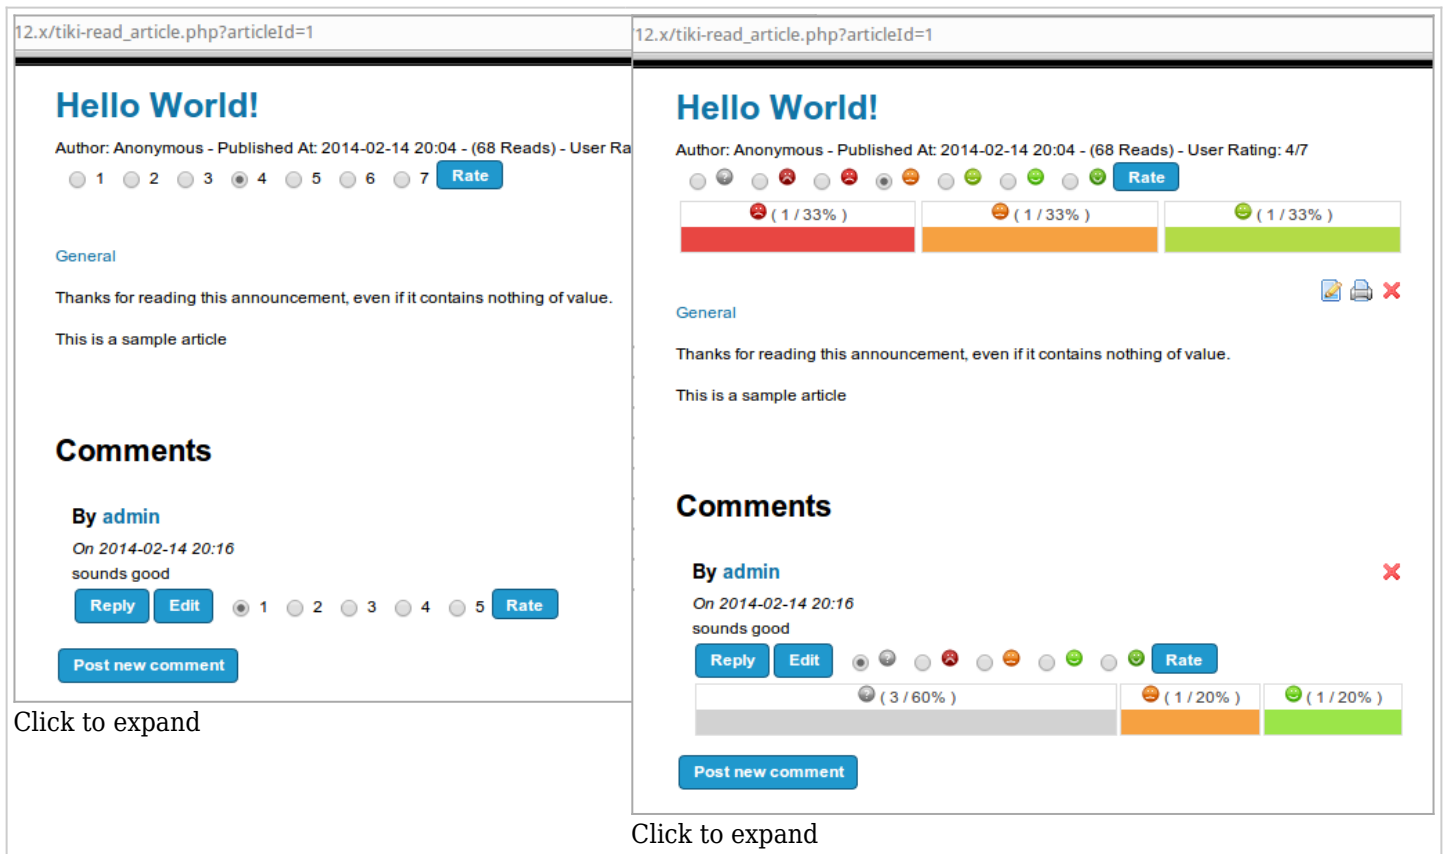 12.x/tiki-read_article.php?articleId=1
Hello World!
Author: Anonymous - Published At: 2014-02-14 20:04 - (68 Reads) - User Ra
1 2 3 4 5 6 7 Rate
General
Thanks for reading this announcement, even if it contains nothing of value.
This is a sample article
Comments
By admin
On 2014-02-14 20:16
sounds good
Reply Edit 1 2 3 4 5 Rate
Post new comment
Click to expand
12.x/tiki-read_article.php?articleId=1
Hello World!
Author: Anonymous - Published At: 2014-02-14 20:04 - (68 Reads) - User Rating: 4/7
Rate
( 1 / 33% ) ( 1 / 33% ) ( 1 / 33% )
General
Thanks for reading this announcement, even if it contains nothing of value.
This is a sample article
Comments
By admin
On 2014-02-14 20:16
sounds good
Reply Edit Rate
( 3 / 60% ) ( 1 / 20% ) ( 1 / 20% )
Post new comment
Click to expand